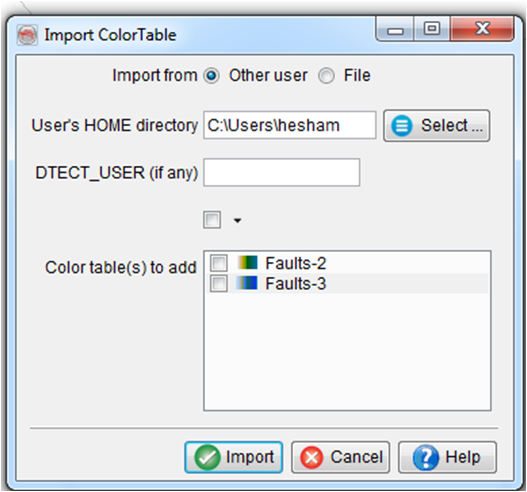 Import ColorTable
Import from Other user File
User's HOME directory C:\Users\hesham Select ...
DTECT_USER (if any)
Color table(s) to add Faults-2
Faults-3
Import Cancel Help